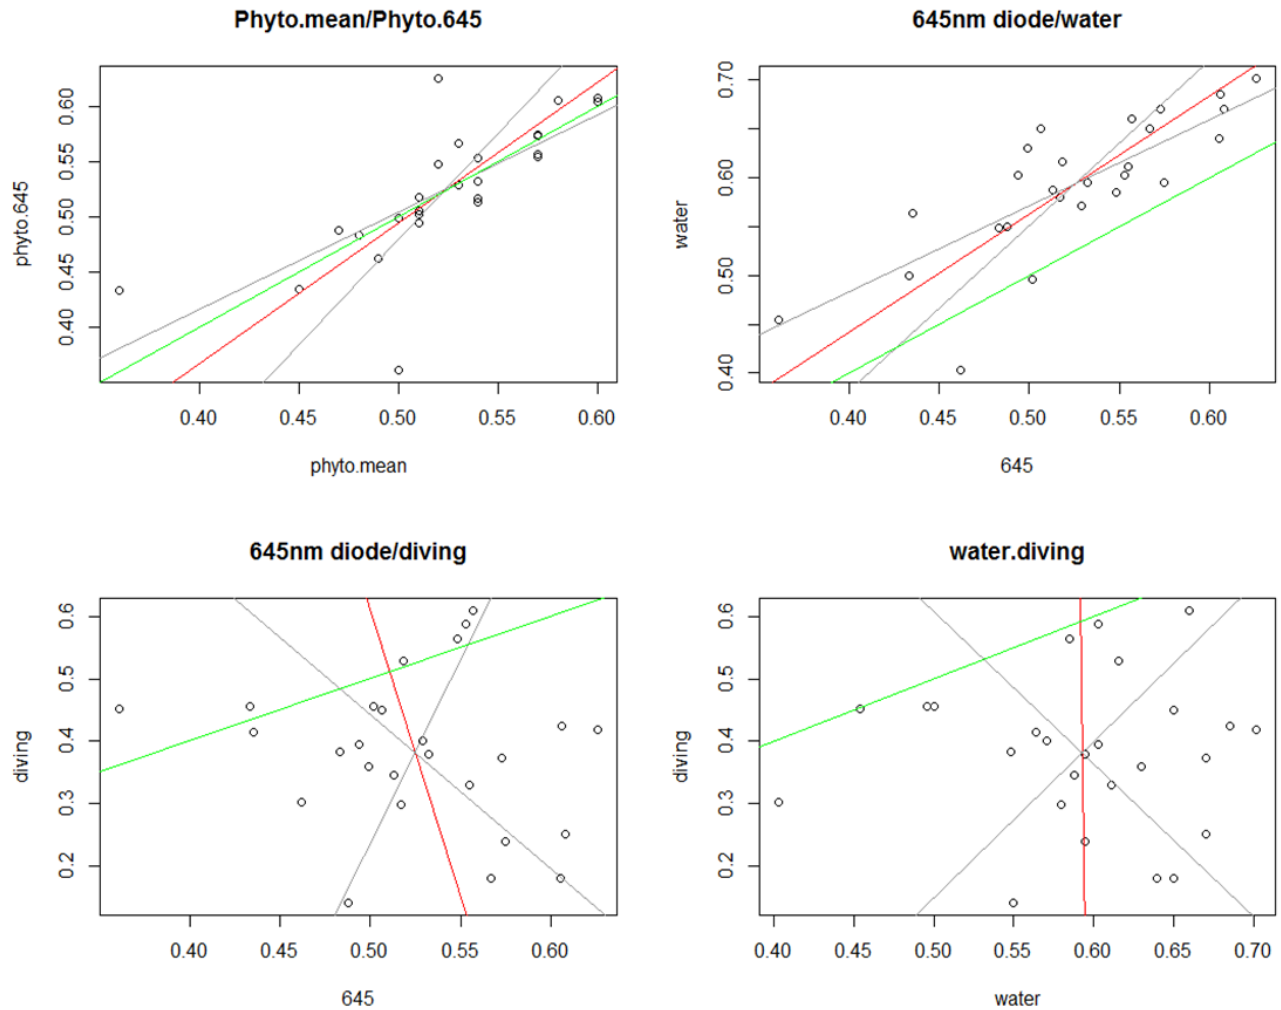 Phyto.mean/Phyto.645
phyto.645
0.40 0.45 0.50 0.55 0.60
0.40 0.45 0.50 0.55 0.60
phyto.mean
645nm diode/water
water
0.40 0.50 0.60 0.70
0.40 0.45 0.50 0.55 0.60
645
645nm diode/diving
diving
0.2 0.3 0.4 0.5 0.6
0.40 0.45 0.50 0.55 0.60
645
water.diving
diving
0.2 0.3 0.4 0.5 0.6
0.40 0.45 0.50 0.55 0.60 0.65 0.70
water